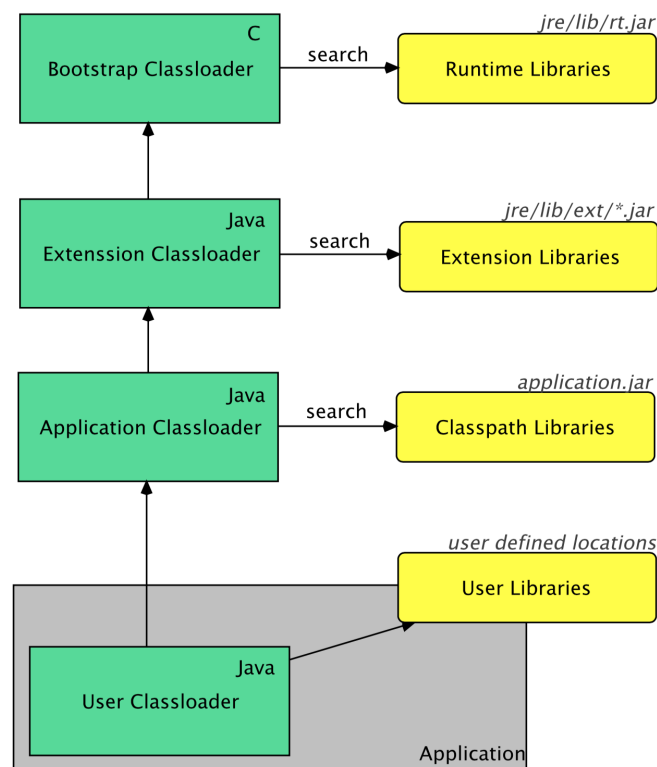 jre/lib/rt.jar
C
Bootstrap Classloader
search
Runtime Libraries
jre/lib/ext/*.jar
Java
Extenssion Classloader
search
Extension Libraries
application.jar
Java
Application Classloader
search
Classpath Libraries
user defined locations
User Libraries
Java
User Classloader
Application